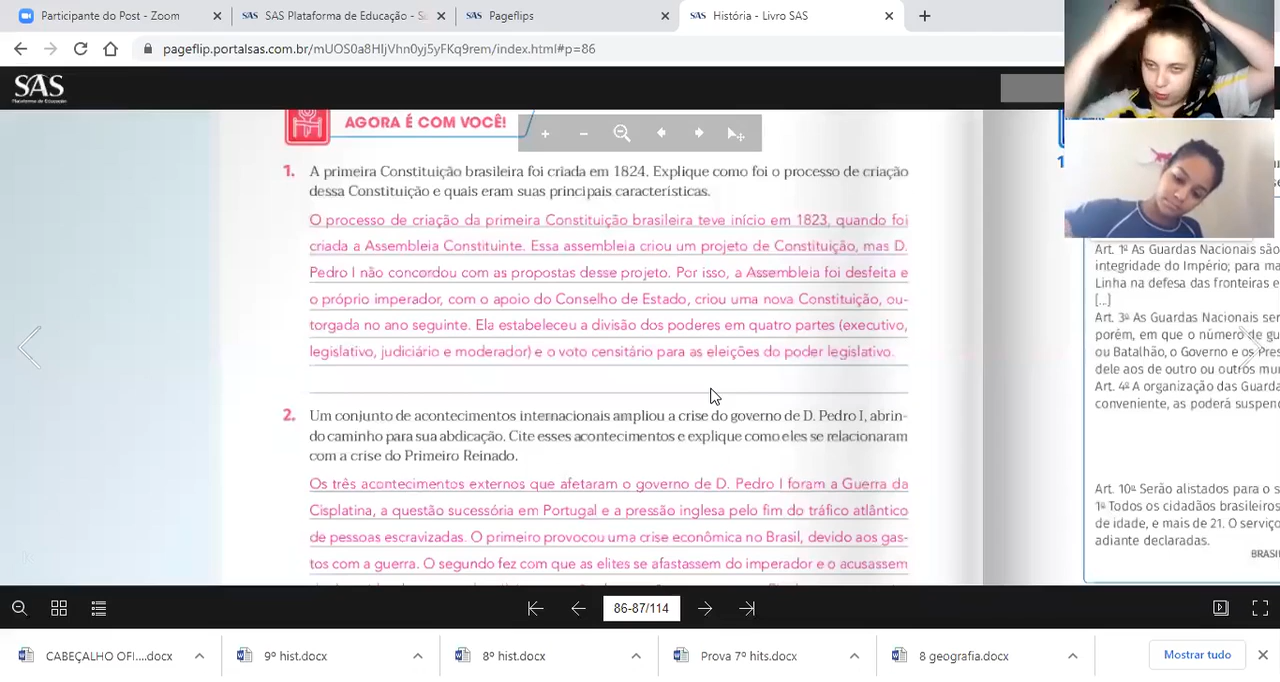 Participante do Post - Zoom
SAS Plataforma de Educação - S
Pageflips
História - Livro SAS
pageflip.portalsas.com.br/mUOS0a8HIjVhn0yj5yFKq9rem/index.html#p=86
SAS
Plataforma de Educação
AGORA É COM VOCÊ!
1. A primeira Constituição brasileira foi criada em 1824. Explique como foi o processo de criação
dessa Constituição e quais eram suas principais características.
O processo de criação da primeira Constituição brasileira teve início em 1823, quando foi
criada a Assembleia Constituinte. Essa assembleia criou um projeto de Constituição, mas D.
Pedro I não concordou com as propostas desse projeto. Por isso, a Assembleia foi desfeita e
o próprio imperador, com o apoio do Conselho de Estado, criou uma nova Constituição, ou-
torgada no ano seguinte. Ela estabeleceu a divisão dos poderes em quatro partes (executivo,
legislativo, judiciário e moderador) e o voto censitário para as eleições do poder legislativo.
2. Um conjunto de acontecimentos internacionais ampliou a crise do governo de D. Pedro I, abrin-
do caminho para sua abdicação. Cite esses acontecimentos e explique como eles se relacionaram
com a crise do Primeiro Reinado.
Os três acontecimentos externos que afetaram o governo de D. Pedro I foram a Guerra da
Cisplatina, a questão sucessória em Portugal e a pressão inglesa pelo fim do tráfico atlântico
de pessoas escravizadas. O primeiro provocou uma crise econômica no Brasil, devido aos gas-
tos com a guerra. O segundo fez com que as elites se afastassem do imperador e o acusassem
1
Art. 1º As Guardas Nacionais são
integridade do Império; para ma
Linha na defesa das fronteiras e
[...]
Art. 3º As Guardas Nacionais ser
porém, em que o número de gu
ou Batalhão, o Governo e os Pres
dele aos de outro ou outros mu
Art. 4º A organização das Guarda
conveniente, as poderá suspen
Art. 10º Serão alistados para o s
1º Todos os cidadãos brasileiros
de idade, e mais de 21. O serviço
adiante declaradas.
BRASI
86-87/114
CABEÇALHO OFI....docx
9º hist.docx
8º hist.docx
Prova 7º hits.docx
8 geografia.docx
Mostrar tudo